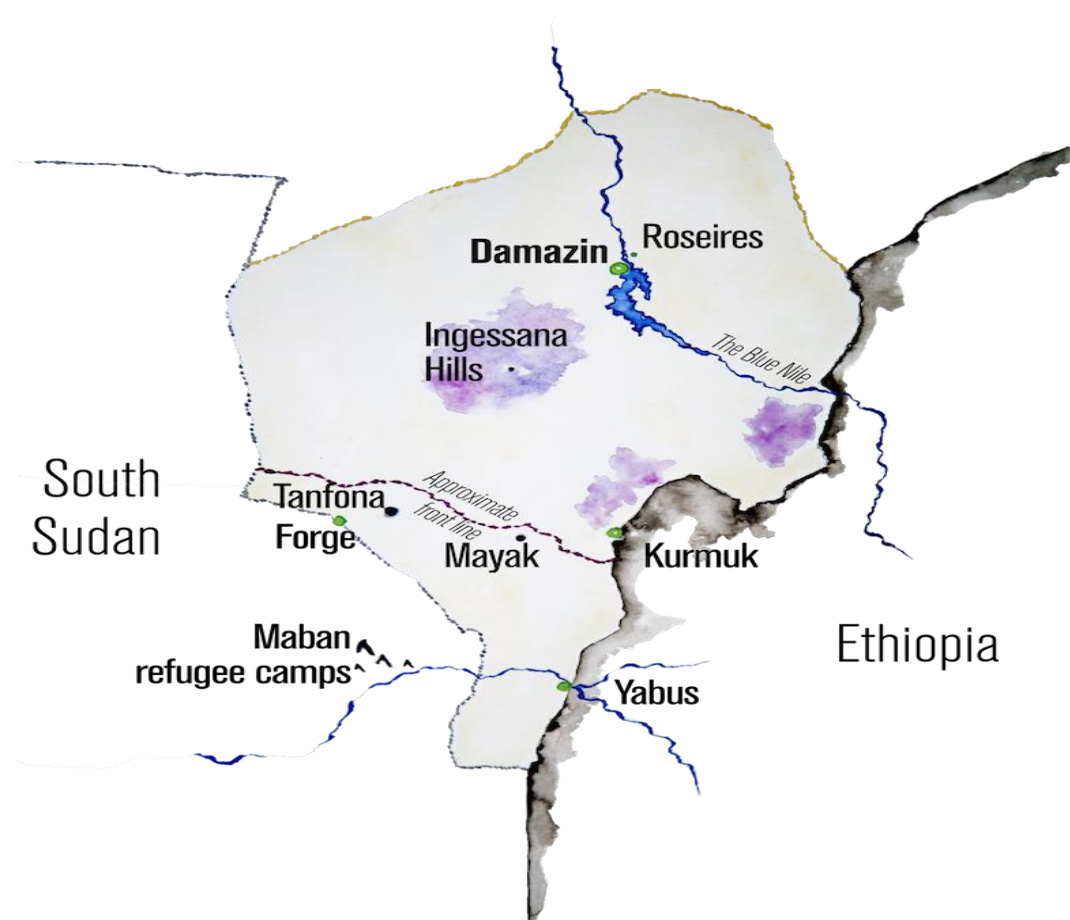 Roseires
Damazin
Ingessana
Hills
The Blue Nile
South
Sudan
Approximate
front line
Tanfona
Forge
Mayak
Kurmuk
Maban
refugee camps
Ethiopia
Yabus